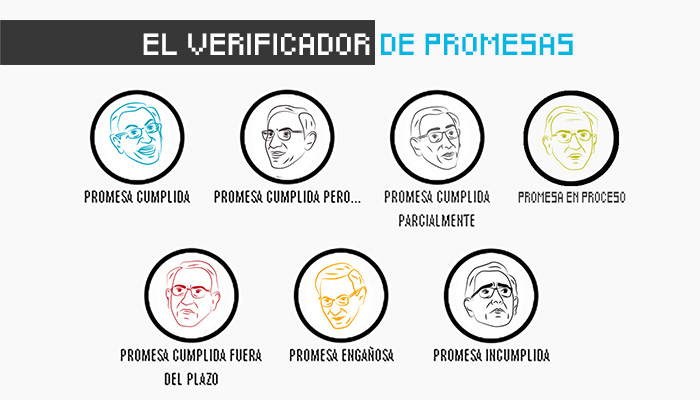 EL VERIFICADOR DE PROMESAS
PROMESA CUMPLIDA
PROMESA CUMPLIDA PERO...
PROMESA CUMPLIDA
PARCIALMENTE
PROMESA EN PROCESO
PROMESA CUMPLIDA FUERA
DEL PLAZO
PROMESA ENGAÑOSA
PROMESA INCUMPLIDA